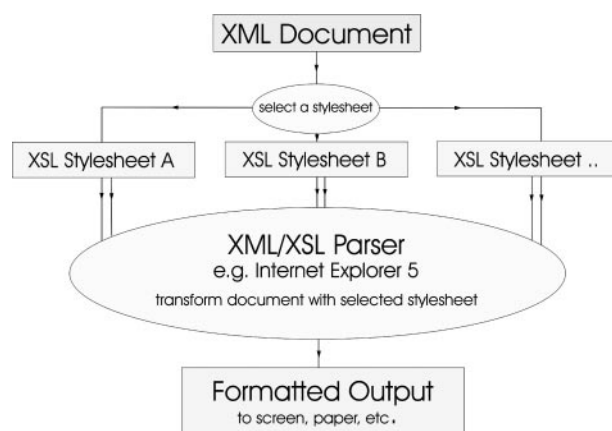 XML Document
select a stylesheet
XSL Stylesheet A
XSL Stylesheet B
XSL Stylesheet ..
XML/XSL Parser
e.g. Internet Explorer 5
transform document with selected stylesheet
Formatted Output
to screen, paper, etc.